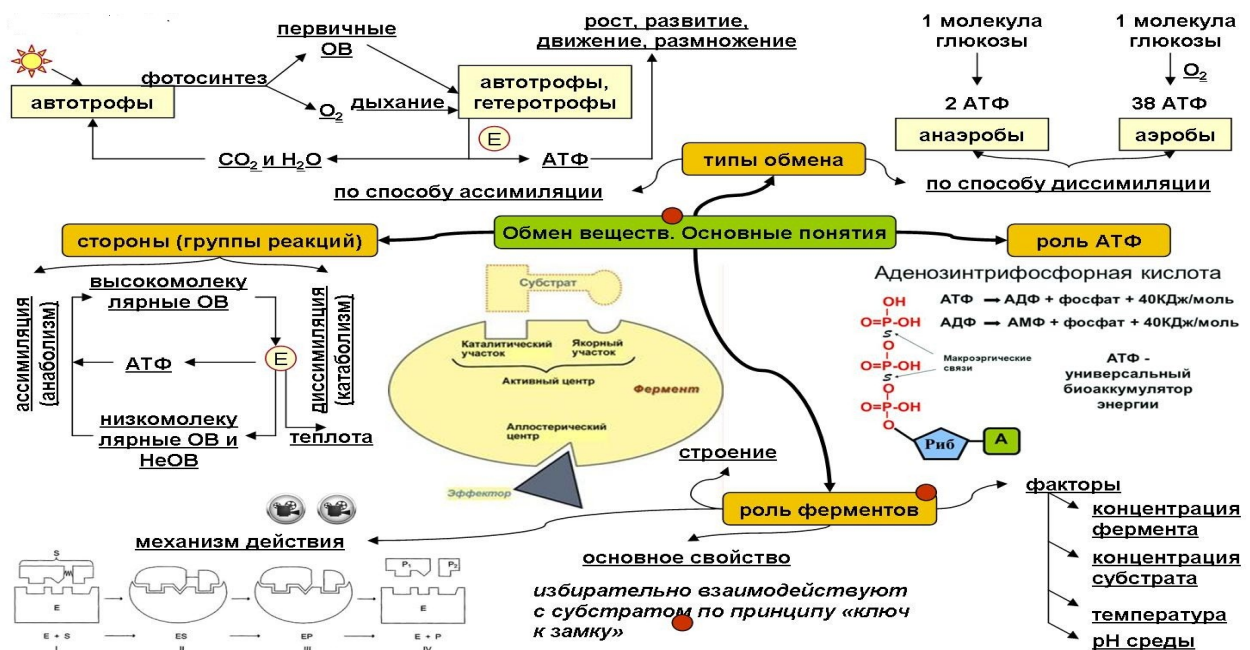 первичные
ОВ
фотосинтез
автотрофы
O₂
дыхание
автотрофы,
гетеротрофы
E
CO₂ и H₂O
АТФ
рост, развитие,
движение, размножение
1 молекула
глюкозы
2 АТФ
анаэробы
1 молекула
глюкозы
O₂
38 АТФ
аэробы
типы обмена
по способу ассимиляции
по способу диссимиляции
Обмен веществ. Основные понятия
стороны (группы реакций)
ассимиляция
(анаболизм)
высокомолеку
лярные ОВ
АТФ
E
низкомолеку
лярные ОВ и
НеОВ
теплота
диссимиляция
(катаболизм)
Субстрат
Каталитический
участок
Якорный
участок
Активный центр
Фермент
Аллостерический
центр
Эффектор
роль АТФ
Аденозинтрифосфорная кислота
АТФ → АДФ + фосфат + 40КДж/моль
АДФ → АМФ + фосфат + 40КДж/моль
OH
O=P-OH
S
O
O=P-OH
S
O
O=P-OH
O
Макроэргические
связи
АТФ -
универсальный
биоаккумулятор
энергии
Риб
А
строение
роль ферментов
механизм действия
S
E
E + S
I
ES
II
EP
III
P₁
P₂
E
E + P
IV
основное свойство
избирательно взаимодействуют
с субстратом по принципу «ключ
к замку»
факторы
концентрация
фермента
концентрация
субстрата
температура
рН среды